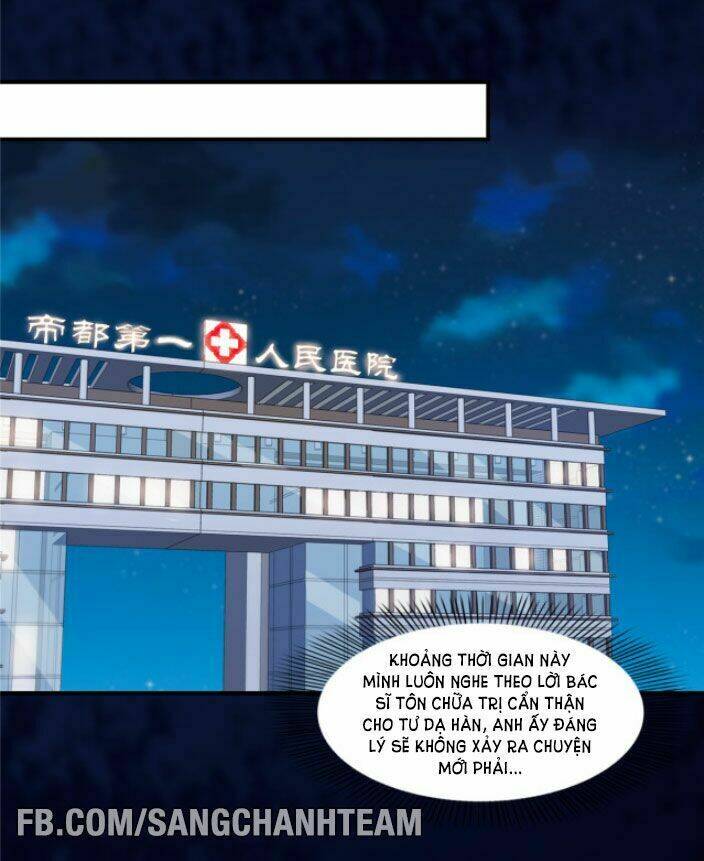 帝都第一人民医院
KHOẢNG THỜI GIAN NÀY
MÌNH LUÔN NGHE THEO LỜI BÁC
SĨ TÔN CHỮA TRỊ CẨN THẬN
CHO TƯ DẠ HÀN, ANH ẤY ĐÁNG
LÝ SẼ KHÔNG XẢY RA CHUYỆN
MỚI PHẢI...
FB.COM/SANGCHANHTEAM